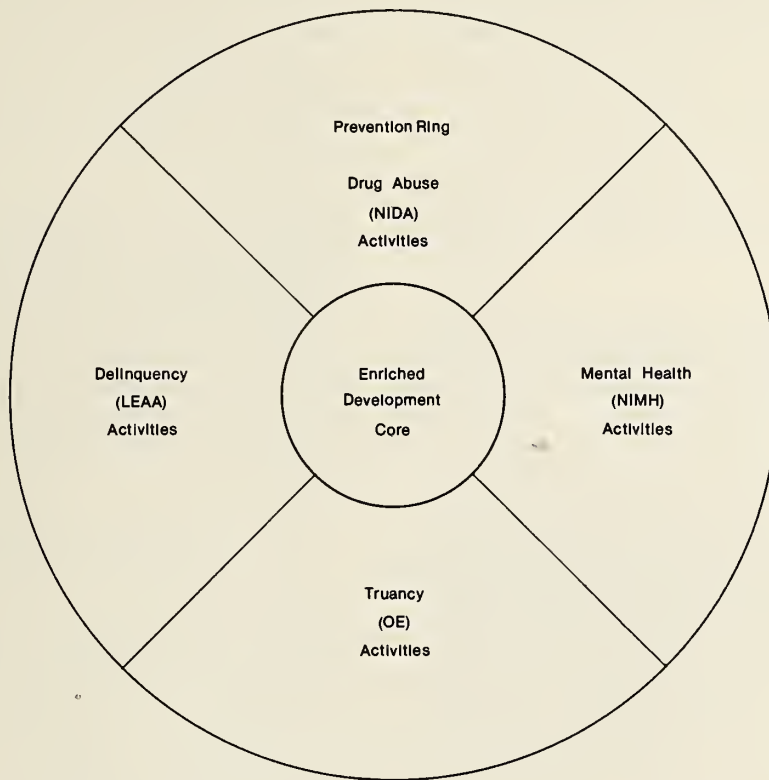 Prevention Ring
Drug Abuse
(NIDA)
Activities
Delinquency
(LEAA)
Activities
Enriched
Development
Core
Mental Health
(NIMH)
Activities
Truancy
(OE)
Activities